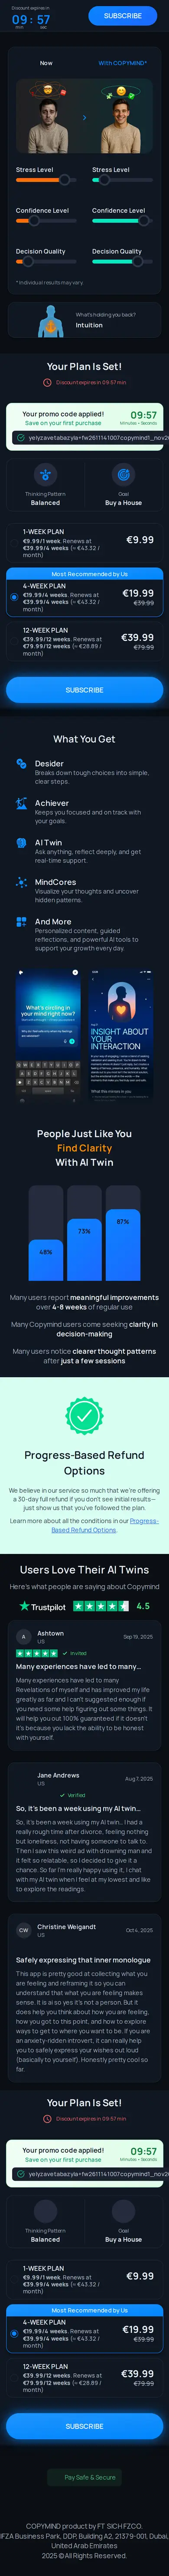 Discount expires in
09 : 57
min sec
SUBSCRIBE
Now
With COPYMIND*
Stress Level
Stress Level
Confidence Level
Confidence Level
Decision Quality
Decision Quality
* Individual results may vary
What's holding you back?
Intuition
Your Plan Is Set!
Discount expires in 09:57 min
Your promo code applied!
Save on your first purchase
09:57
Minutes • Seconds
Thinking Pattern
Balanced
Goal
Buy a House
1-WEEK PLAN
€9.99/1 week. Renews at
€39.99/4 weeks (≈ €43.32 /
month)
€9.99
Most Recommended by Us
4-WEEK PLAN
€19.99/4 weeks. Renews at
€39.99/4 weeks (≈ €43.32 /
month)
€19.99
€39.99
12-WEEK PLAN
€39.99/12 weeks. Renews at
€79.99/12 weeks (≈ €28.89 /
month)
€39.99
€79.99
SUBSCRIBE
What You Get
Desider
Breaks down tough choices into simple,
clear steps.
Achiever
Keeps you focused and on track with
your goals.
AI Twin
Ask anything, reflect deeply, and get
real-time support.
MindCores
Visualize your thoughts and uncover
hidden patterns.
And More
Personalized content, guided
reflections, and powerful AI tools to
support your growth every day.
What's circling in
your mind right now?
INSIGHT ABOUT
YOUR
INTERACTION
What this moves in you
People Just Like You
Find Clarity
With AI Twin
48%
73%
87%
Many users report meaningful improvements
over 4-8 weeks of regular use
Many Copymind users come seeking clarity in
decision-making
Many users notice clearer thought patterns
after just a few sessions
Progress-Based Refund
Options
We believe in our service so much that we're offering
a 30-day full refund if you don't see initial results—
just show us that you've followed the plan.
Learn more about all the conditions in our Progress-
Based Refund Options.
Users Love Their AI Twins
Here's what people are saying about Copymind
Trustpilot
4.5
A
Ashtown
US
Sep 19, 2025
Invited
Many experiences have led to many...
Many experiences have led to many
Revelations of myself and has improved my life
greatly as far and I can't understand though if
you need some help figuring out some things. It
will help you out 100% guaranteed if it doesn't
it's because you lack the ability to be honest
with yourself.
Jane Andrews
US
Aug 7, 2025
Verified
So, it's been a week using my AI twin...
So, it's been a week using my AI twin... I had a
really rough time after divorce. feeling nothing
but loneliness, not having someone to talk to.
Then I saw this weird ad with drowning man and
it felt so relatable, so I decided to give it a
chance. So far I'm really happy using it. I chat
with my AI twin when I feel at my lowest and like
to explore the readings.
CW
Christine Weigandt
US
Oct 4, 2025
Safely expressing that inner monologue
This app is pretty good at collecting what you
are feeling and reframing it so you can
understand that what you are feeling makes
sense. It is ai so yes it's not a person. But it
does help you think about how you are feeling,
how you got to this point, and how to explore
ways to get to where you want to be. If you are
an anxiety-ridden introvert, it can really help
you to safely express your wishes out loud
(basically to yourself). Honestly pretty cool so
far.
Your Plan Is Set!
Discount expires in 09:57 min
Your promo code applied!
Save on your first purchase
09:57
Minutes • Seconds
Thinking Pattern
Balanced
Goal
Buy a House
1-WEEK PLAN
€9.99/1 week. Renews at
€39.99/4 weeks (≈ €43.32 /
month)
€9.99
Most Recommended by Us
4-WEEK PLAN
€19.99/4 weeks. Renews at
€39.99/4 weeks (≈ €43.32 /
month)
€19.99
€39.99
12-WEEK PLAN
€39.99/12 weeks. Renews at
€79.99/12 weeks (≈ €28.89 /
month)
€39.99
€79.99
SUBSCRIBE
Pay Safe & Secure
COPYMIND product by FT SICH FZCO.
IFZA Business Park, DDP, Building A2, 21379-001, Dubai,
United Arab Emirates
2025 © All Rights Reserved.